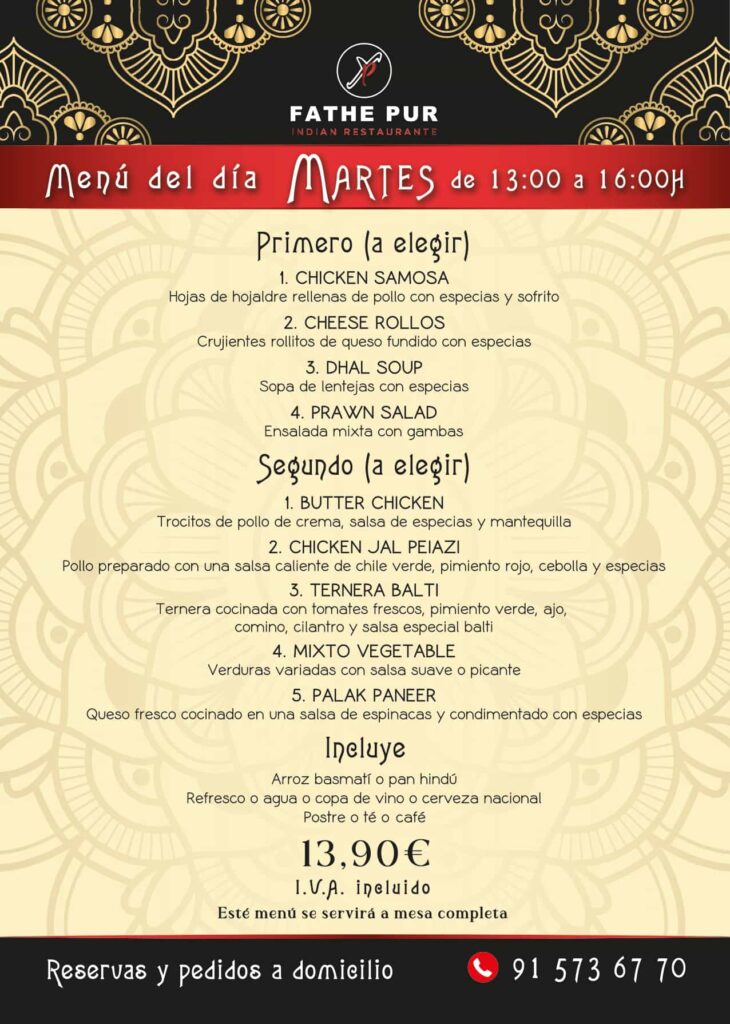 FATHE PUR
INDIAN RESTAURANTE
Menú del día MARTES de 13:00 a 16:00H
Primero (a elegir)
1. CHICKEN SAMOSA
Hojas de hojaldre rellenas de pollo con especias y sofrito
2. CHEESE ROLLOS
Crujientes rollitos de queso fundido con especias
3. DHAL SOUP
Sopa de lentejas con especias
4. PRAWN SALAD
Ensalada mixta con gambas
Segundo (a elegir)
1. BUTTER CHICKEN
Trocitos de pollo de crema, salsa de especias y mantequilla
2. CHICKEN JAL PEIAZI
Pollo preparado con una salsa caliente de chile verde, pimiento rojo, cebolla y especias
3. TERNERA BALTI
Ternera cocinada con tomates frescos, pimiento verde, ajo,
comino, cilantro y salsa especial balti
4. MIXTO VEGETABLE
Verduras variadas con salsa suave o picante
5. PALAK PANEER
Queso fresco cocinado en una salsa de espinacas y condimentado con especias
Incluye
Arroz basmatí o pan hindú
Refresco o agua o copa de vino o cerveza nacional
Postre o té o café
13,90€
I.V.A. incluido
Esté menú se servirá a mesa completa
Reservas y pedidos a domicilio 91 573 67 70